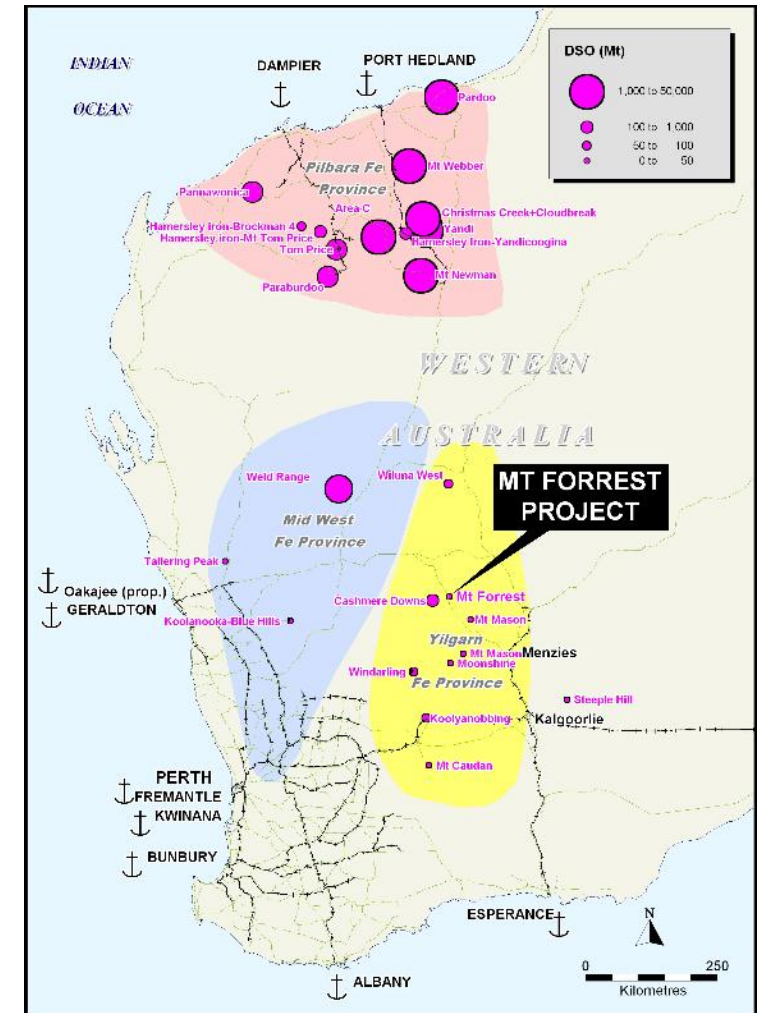 INDIAN
OCEAN
DAMPIER
PORT HEDLAND
DSO (Mt)
1,000 to 50,000
100 to 1,000
50 to 100
0 to 50
Pardoo
Pilbara Fe
Province
Mt Webber
Pannawonica
Area C
Christmas Creek+Cloudbreak
Hamersley Iron-Brockman 4
Yandi
Hamersley iron-Mt Tom Price
Hamersley Iron-Yandicoogina
Tom Price
Mt Newman
Paraburdoo
WESTERN
AUSTRALIA
Weld Range
Wiluna West
MT FORREST
PROJECT
Mid West
Fe Province
Tallering Peak
Oakajee (prop.)
GERALDTON
Cashmere Downs
Mt Forrest
Koolanooka-Blue Hills
Mt Mason
Yilgarn
Mt Mason
Menzies
Moonshine
Windarling
Fe Province
Steeple Hill
Koolyanobbing
Kalgoorlie
Mt Caudan
PERTH
FREMANTLE
KWINANA
BUNBURY
ESPERANCE
N
ALBANY
0 250
Kilometres